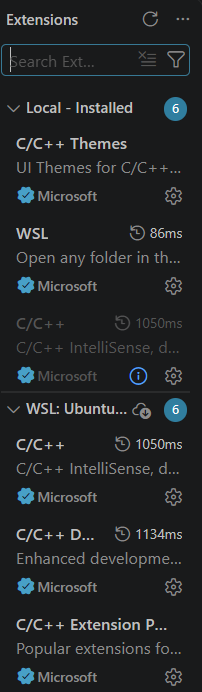 Extensions
Search Ext...
Local - Installed 6
C/C++ Themes
UI Themes for C/C++...
Microsoft
WSL 86ms
Open any folder in th...
Microsoft
C/C++ 1050ms
C/C++ IntelliSense, d...
Microsoft
WSL: Ubuntu... 6
C/C++ 1050ms
C/C++ IntelliSense, d...
Microsoft
C/C++ D... 1134ms
Enhanced developme...
Microsoft
C/C++ Extension P...
Popular extensions fo...
Microsoft